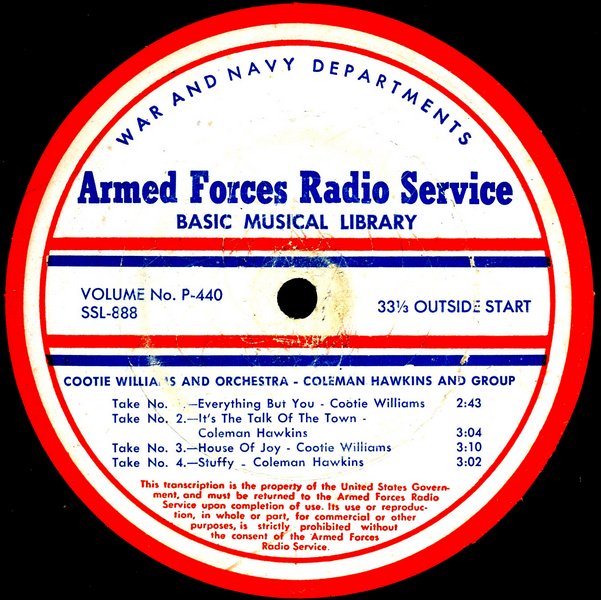 WAR AND NAVY DEPARTMENTS
Armed Forces Radio Service
BASIC MUSICAL LIBRARY
VOLUME No. P-440
SSL-888
33⅓ OUTSIDE START
COOTIE WILLIAMS AND ORCHESTRA - COLEMAN HAWKINS AND GROUP
Take No. .—Everything But You - Cootie Williams 2:43
Take No. 2.—It's The Talk Of The Town -
Coleman Hawkins 3:04
Take No. 3.—House Of Joy - Cootie Williams 3:10
Take No. 4.—Stuffy - Coleman Hawkins 3:02
This transcription is the property of the United States Govern-
ment, and must be returned to the Armed Forces Radio
Service upon completion of use. Its use or reproduc-
tion, in whole or part, for commercial or other
purposes, is strictly prohibited without
the consent of the Armed Forces
Radio Service.